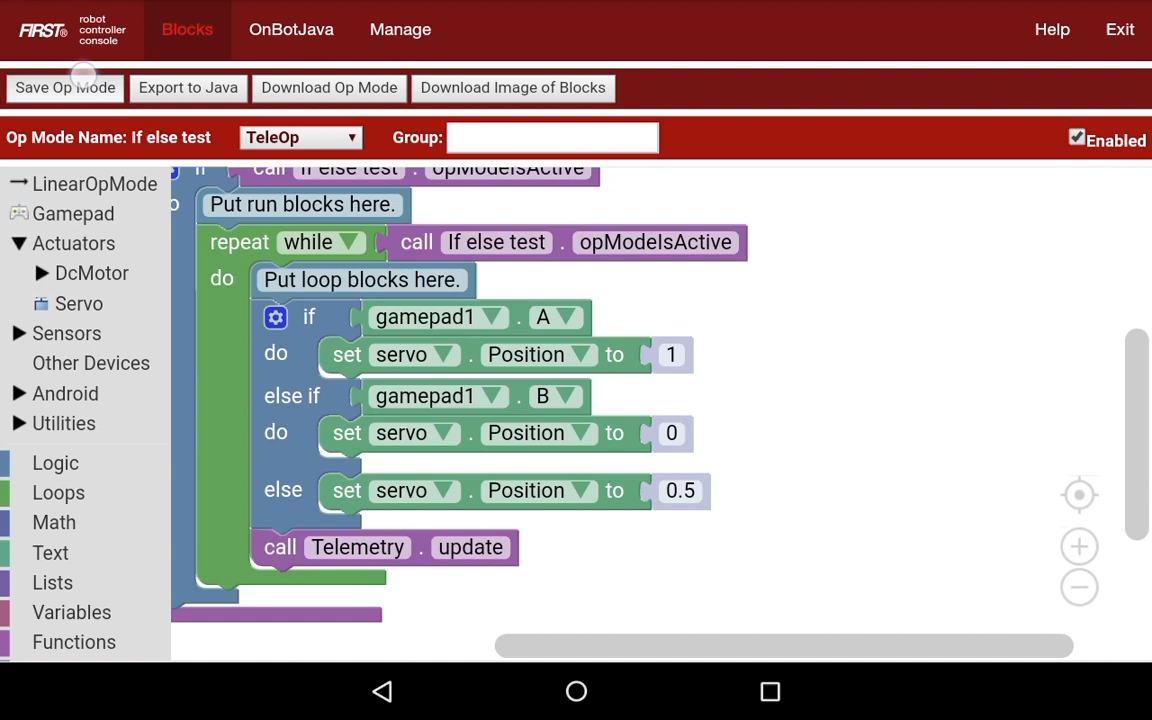 FIRST® robot controller console Blocks OnBotJava Manage Help Exit
Save Op Mode Export to Java Download Op Mode Download Image of Blocks
Op Mode Name: If else test TeleOp Group: Enabled
LinearOpMode
Gamepad
Actuators
DcMotor
Servo
Sensors
Other Devices
Android
Utilities
Logic
Loops
Math
Text
Lists
Variables
Functions
if call If else test . opModeIsActive
Put run blocks here.
repeat while call If else test . opModeIsActive
do Put loop blocks here.
if gamepad1 . A
do set servo . Position to 1
else if gamepad1 . B
do set servo . Position to 0
else set servo . Position to 0.5
call Telemetry . update